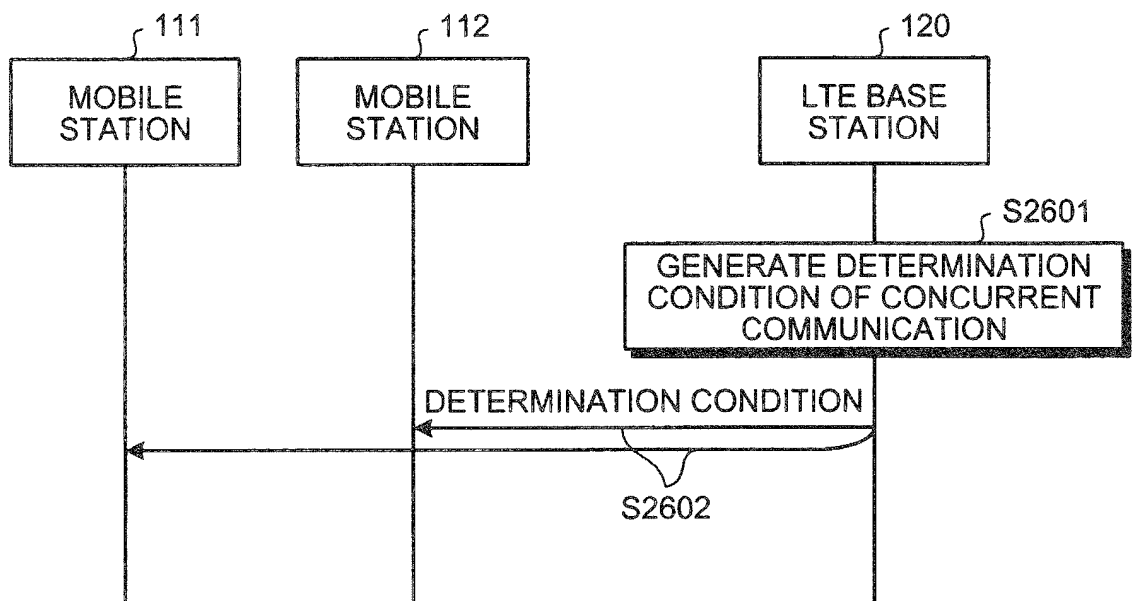 111
112
120
MOBILE
STATION
MOBILE
STATION
LTE BASE
STATION
S2601
GENERATE DETERMINATION
CONDITION OF CONCURRENT
COMMUNICATION
DETERMINATION CONDITION
S2602